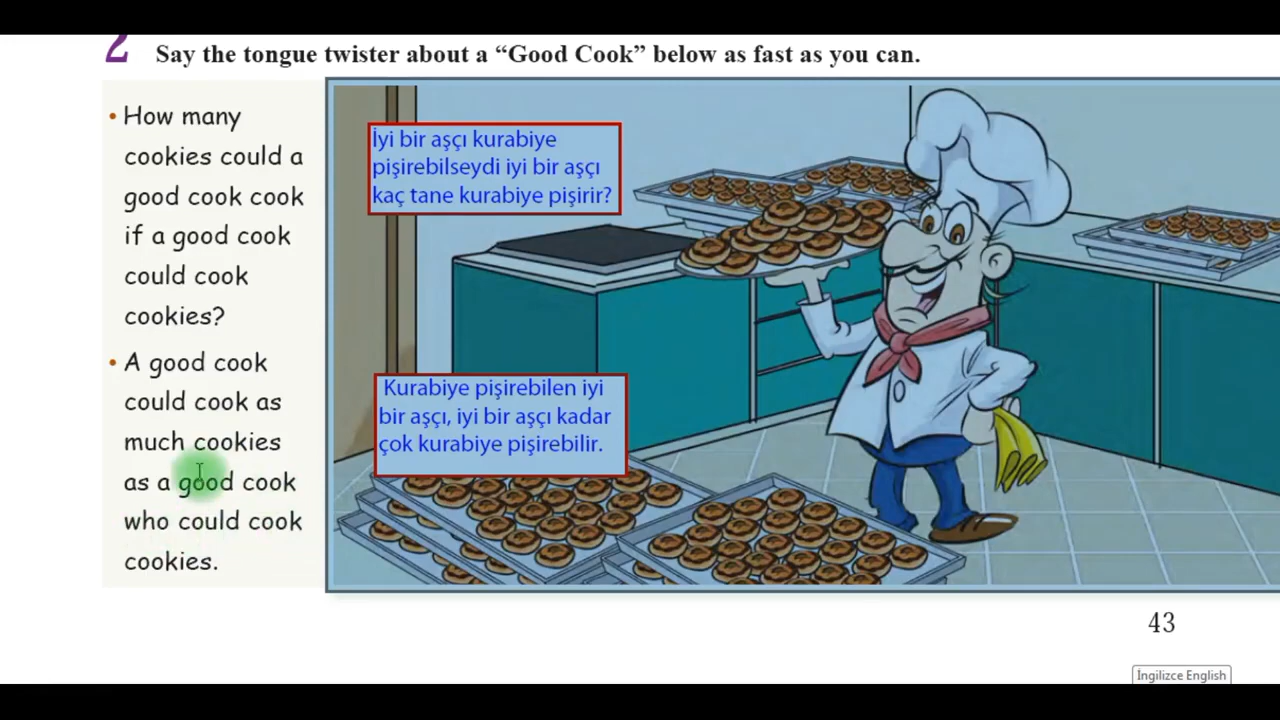 2 Say the tongue twister about a “Good Cook” below as fast as you can.
• How many
cookies could a
good cook cook
if a good cook
could cook
cookies?
• A good cook
could cook as
much cookies
as a good cook
who could cook
cookies.
İyi bir aşçı kurabiye
pişirebilseydi iyi bir aşçı
kaç tane kurabiye pişirir?
Kurabiye pişirebilen iyi
bir aşçı, iyi bir aşçı kadar
çok kurabiye pişirebilir.
43
İngilizce English